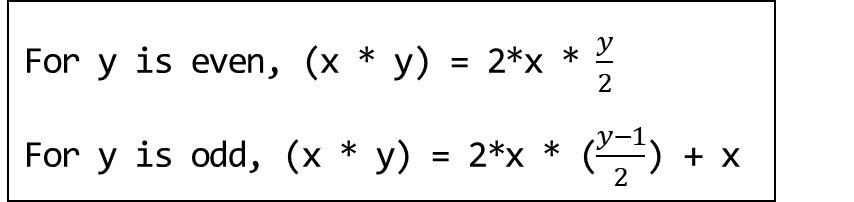 For y is even, (x * y) = 2*x * y/2
For y is odd, (x * y) = 2*x * (y−1/2) + x